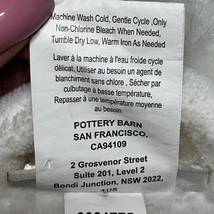 Machine Wash Cold,
Gentle Cycle ,Only
Non-Chlorine Bleach When Needed,
Tumble Dry Low, Warm Iron As Needed
Laver à la machine à l'eau froide cycle
délicat, Utiliser au besoin un agent de
blanchiment sans chlore , Sécher par
culbutage à basse température,
Repasser à une température moyenne
au besoin
POTTERY BARN
SAN FRANCISCO,
CA94109
2 Grosvenor Street
Suite 201, Level 2
Bondi Junction, NSW 2022,
AUS